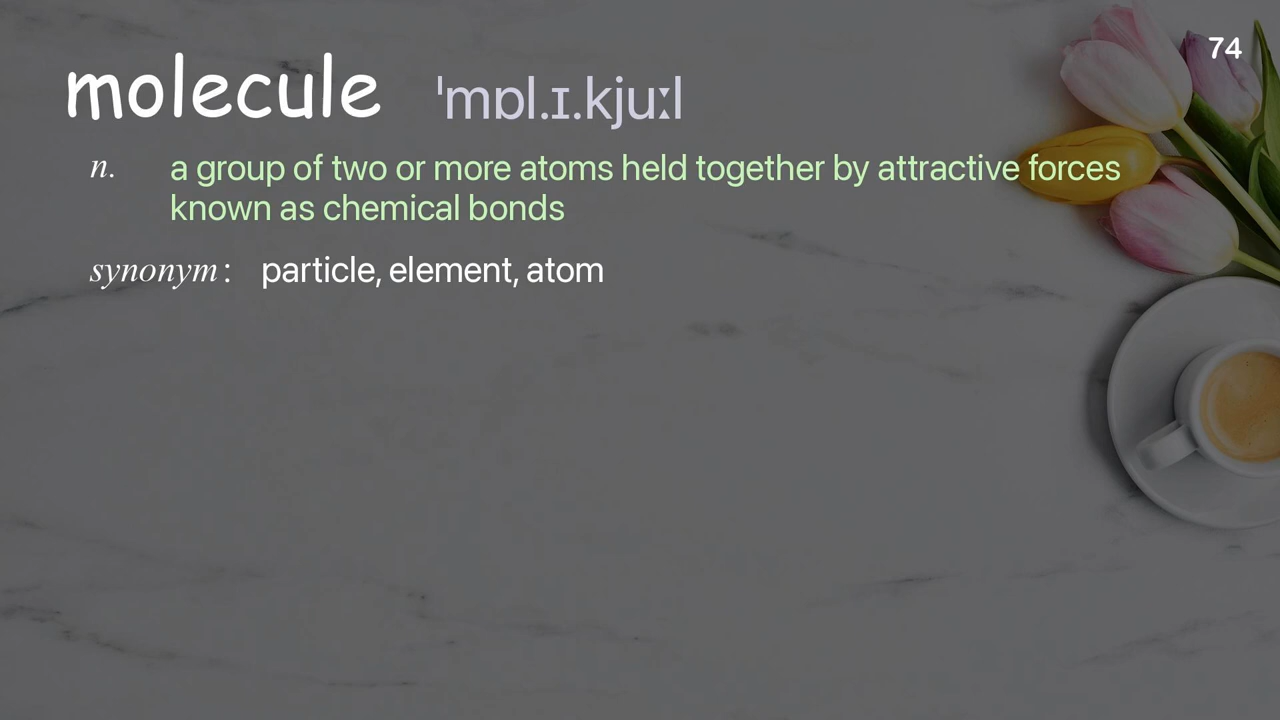 74
molecule ˈmɒl.ɪ.kjuːl
n. a group of two or more atoms held together by attractive forces
known as chemical bonds
synonym: particle, element, atom